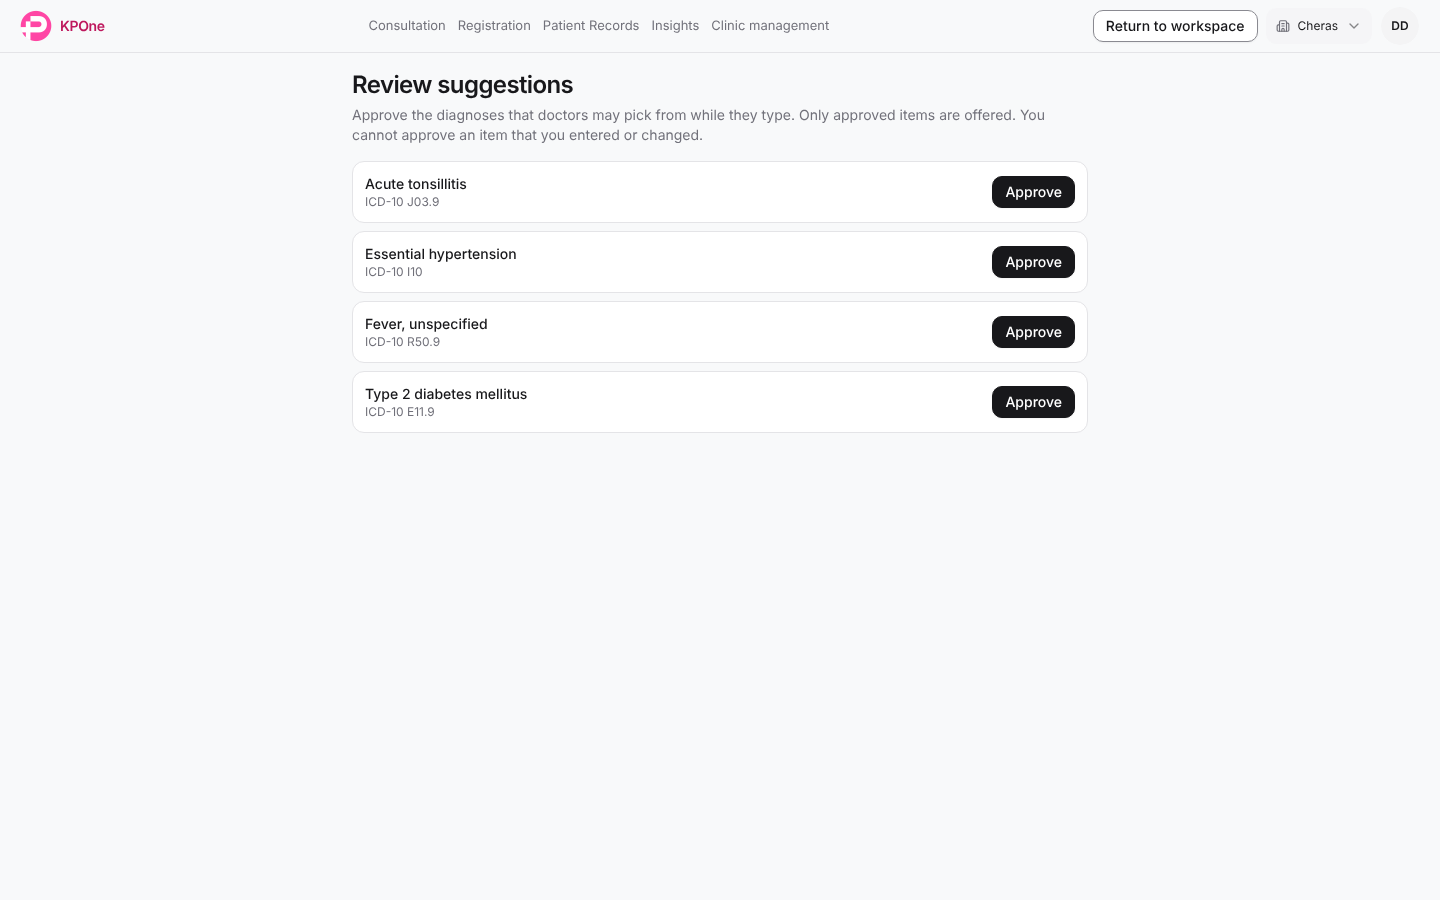 KPOne
Consultation
Registration
Patient Records
Insights
Clinic management
Return to workspace
Cheras
DD
Review suggestions
Approve the diagnoses that doctors may pick from while they type. Only approved items are offered. You
cannot approve an item that you entered or changed.
Acute tonsillitis
ICD-10 J03.9
Approve
Essential hypertension
ICD-10 I10
Approve
Fever, unspecified
ICD-10 R50.9
Approve
Type 2 diabetes mellitus
ICD-10 E11.9
Approve